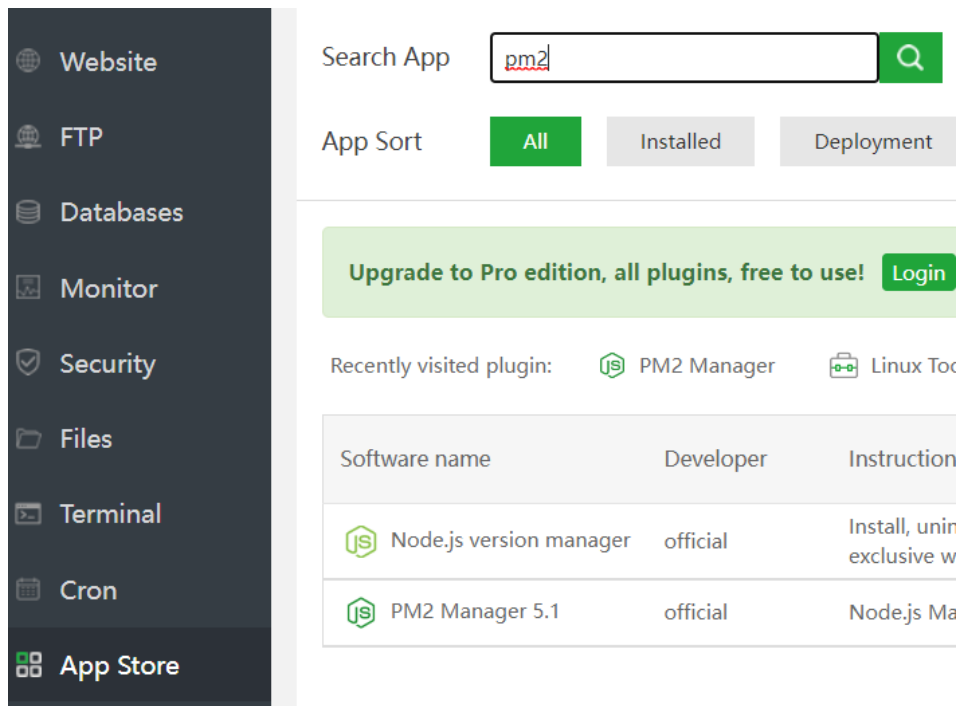 Website
FTP
Databases
Monitor
Security
Files
Terminal
Cron
App Store
Search App pm2
App Sort All Installed Deployment
Upgrade to Pro edition, all plugins, free to use! Login
Recently visited plugin: PM2 Manager Linux Too
Software name Developer Instruction
Node.js version manager official Install, unin
exclusive w
PM2 Manager 5.1 official Node.js Ma